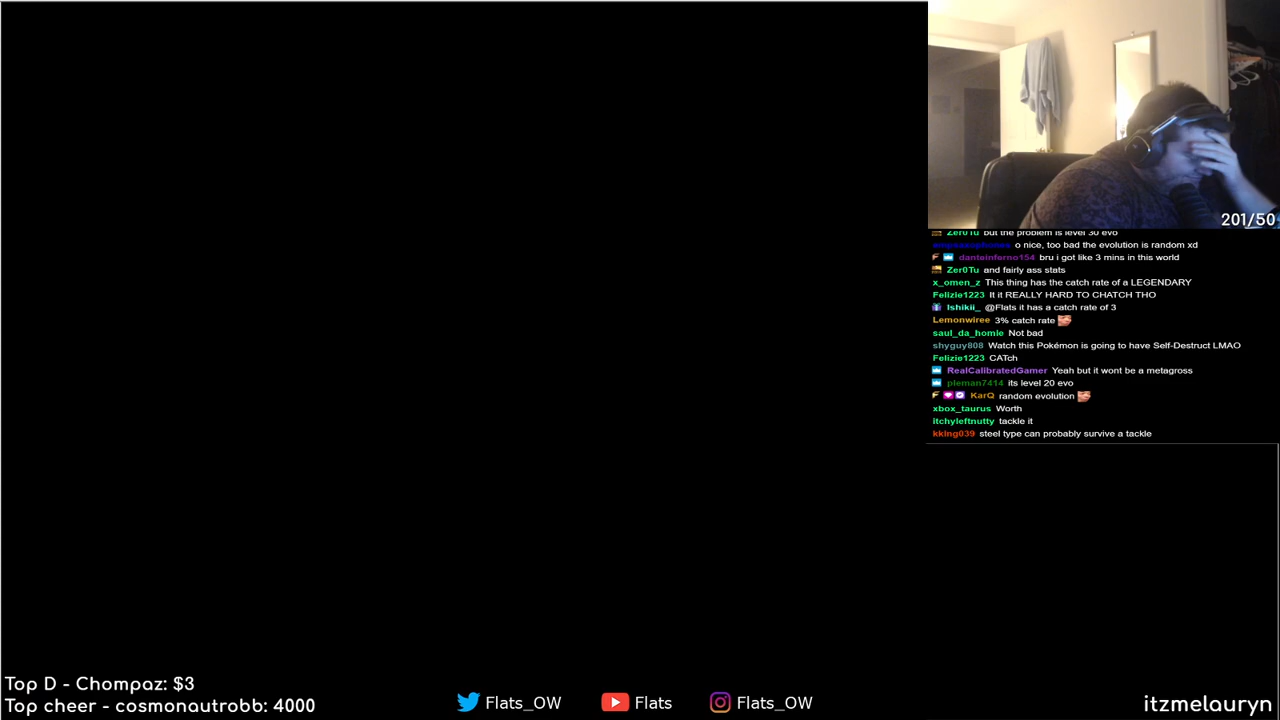 201/50
Zer0Tu but the problem is level 30 evo
o nice, too bad the evolution is random xd
danteinferno154 bru i got like 3 mins in this world
Zer0Tu and fairly ass stats
x_omen_z This thing has the catch rate of a LEGENDARY
Felizie1223 It it REALLY HARD TO CHATCH THO
Ishikii_ @Flats it has a catch rate of 3
Lemonwiree 3% catch rate
saul_da_homie Not bad
shyguy808 Watch this Pokémon is going to have Self-Destruct LMAO
Felizie1223 CATch
RealCalibratedGamer Yeah but it wont be a metagross
pleman7414 its level 20 evo
KarQ random evolution
xbox_taurus Worth
itchyleftnutty tackle it
kking039 steel type can probably survive a tackle
Top D - Chompaz: $3
Top cheer - cosmonautrobb: 4000
Flats_OW
Flats
Flats_OW
itzmelauryn